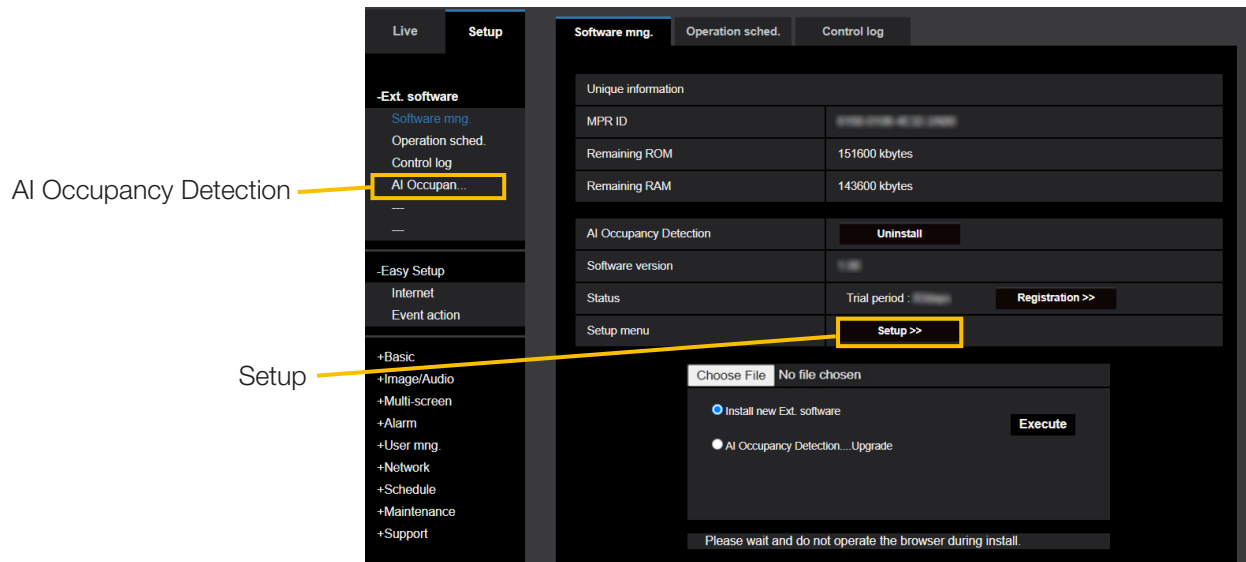 Live
Setup
Software mng.
Operation sched.
Control log
-Ext. software
Software mng.
Operation sched.
Control log
AI Occupan...
---
---
-Easy Setup
Internet
Event action
+Basic
+Image/Audio
+Multi-screen
+Alarm
+User mng.
+Network
+Schedule
+Maintenance
+Support
AI Occupancy Detection
Setup
Unique information
MPR ID
Remaining ROM 151600 kbytes
Remaining RAM 143600 kbytes
AI Occupancy Detection Uninstall
Software version
Status Trial period : Registration >>
Setup menu Setup >>
Choose File No file chosen
Install new Ext. software
Execute
AI Occupancy Detection....Upgrade
Please wait and do not operate the browser during install.